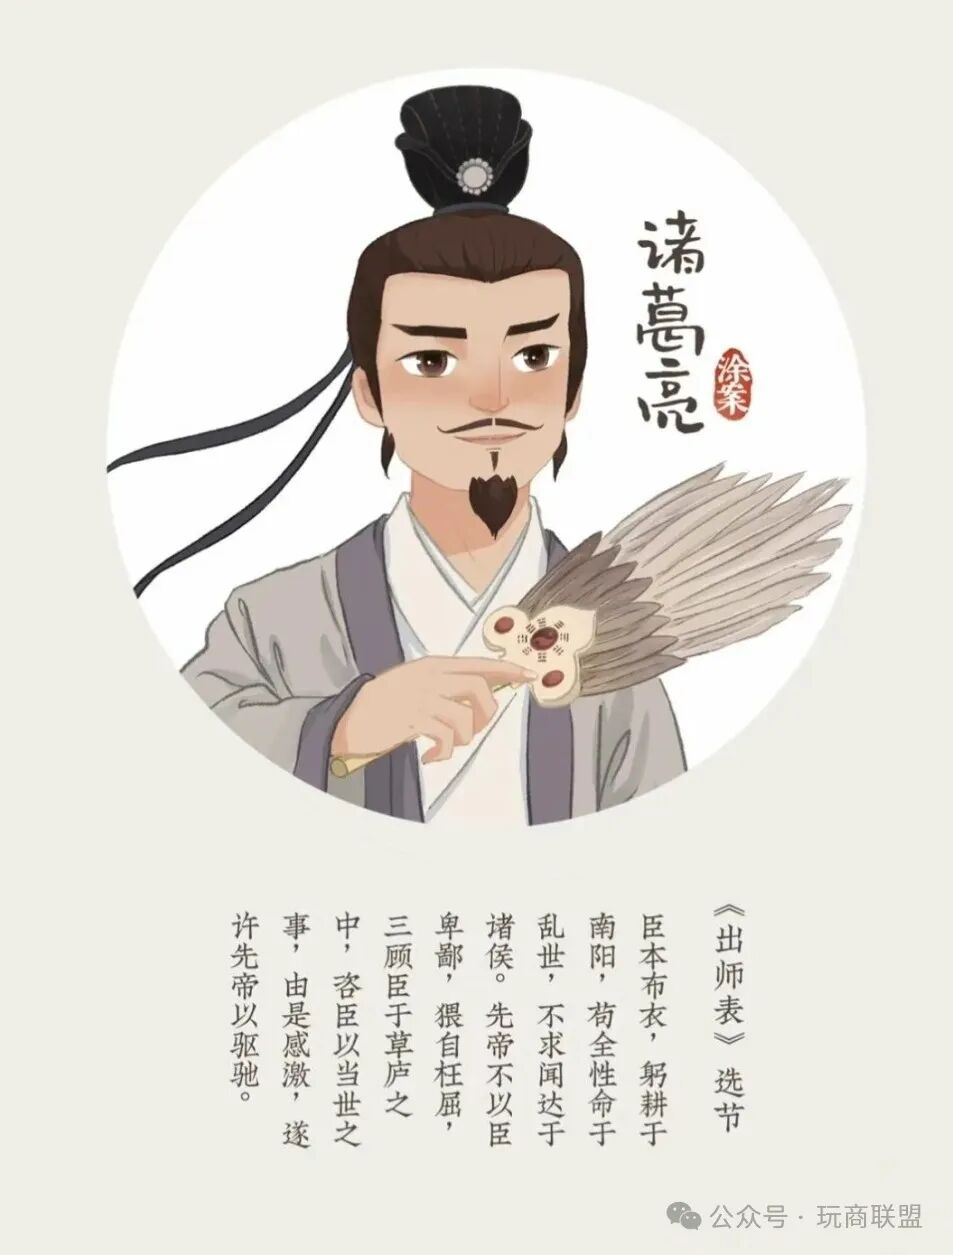 诸葛亮
涂案
《出师表》选节
臣本布衣，躬耕于
南阳，苟全性命于
乱世，不求闻达于
诸侯。先帝不以臣
卑鄙，猥自枉屈，
三顾臣于草庐之
中，咨臣以当世之
事，由是感激，遂
许先帝以驱驰。
公众号·玩商联盟